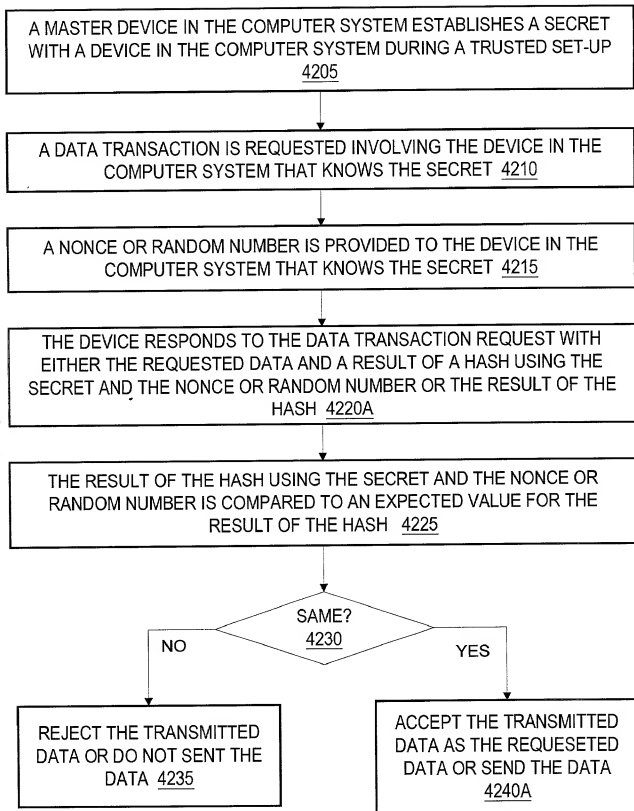 A MASTER DEVICE IN THE COMPUTER SYSTEM ESTABLISHES A SECRET
WITH A DEVICE IN THE COMPUTER SYSTEM DURING A TRUSTED SET-UP
4205
A DATA TRANSACTION IS REQUESTED INVOLVING THE DEVICE IN THE
COMPUTER SYSTEM THAT KNOWS THE SECRET 4210
A NONCE OR RANDOM NUMBER IS PROVIDED TO THE DEVICE IN THE
COMPUTER SYSTEM THAT KNOWS THE SECRET 4215
THE DEVICE RESPONDS TO THE DATA TRANSACTION REQUEST WITH
EITHER THE REQUESTED DATA AND A RESULT OF A HASH USING THE
SECRET AND THE NONCE OR RANDOM NUMBER OR THE RESULT OF THE
HASH 4220A
THE RESULT OF THE HASH USING THE SECRET AND THE NONCE OR
RANDOM NUMBER IS COMPARED TO AN EXPECTED VALUE FOR THE
RESULT OF THE HASH 4225
SAME?
4230
NO
YES
REJECT THE TRANSMITTED
DATA OR DO NOT SENT THE
DATA 4235
ACCEPT THE TRANSMITTED
DATA AS THE REQUESETED
DATA OR SEND THE DATA
4240A